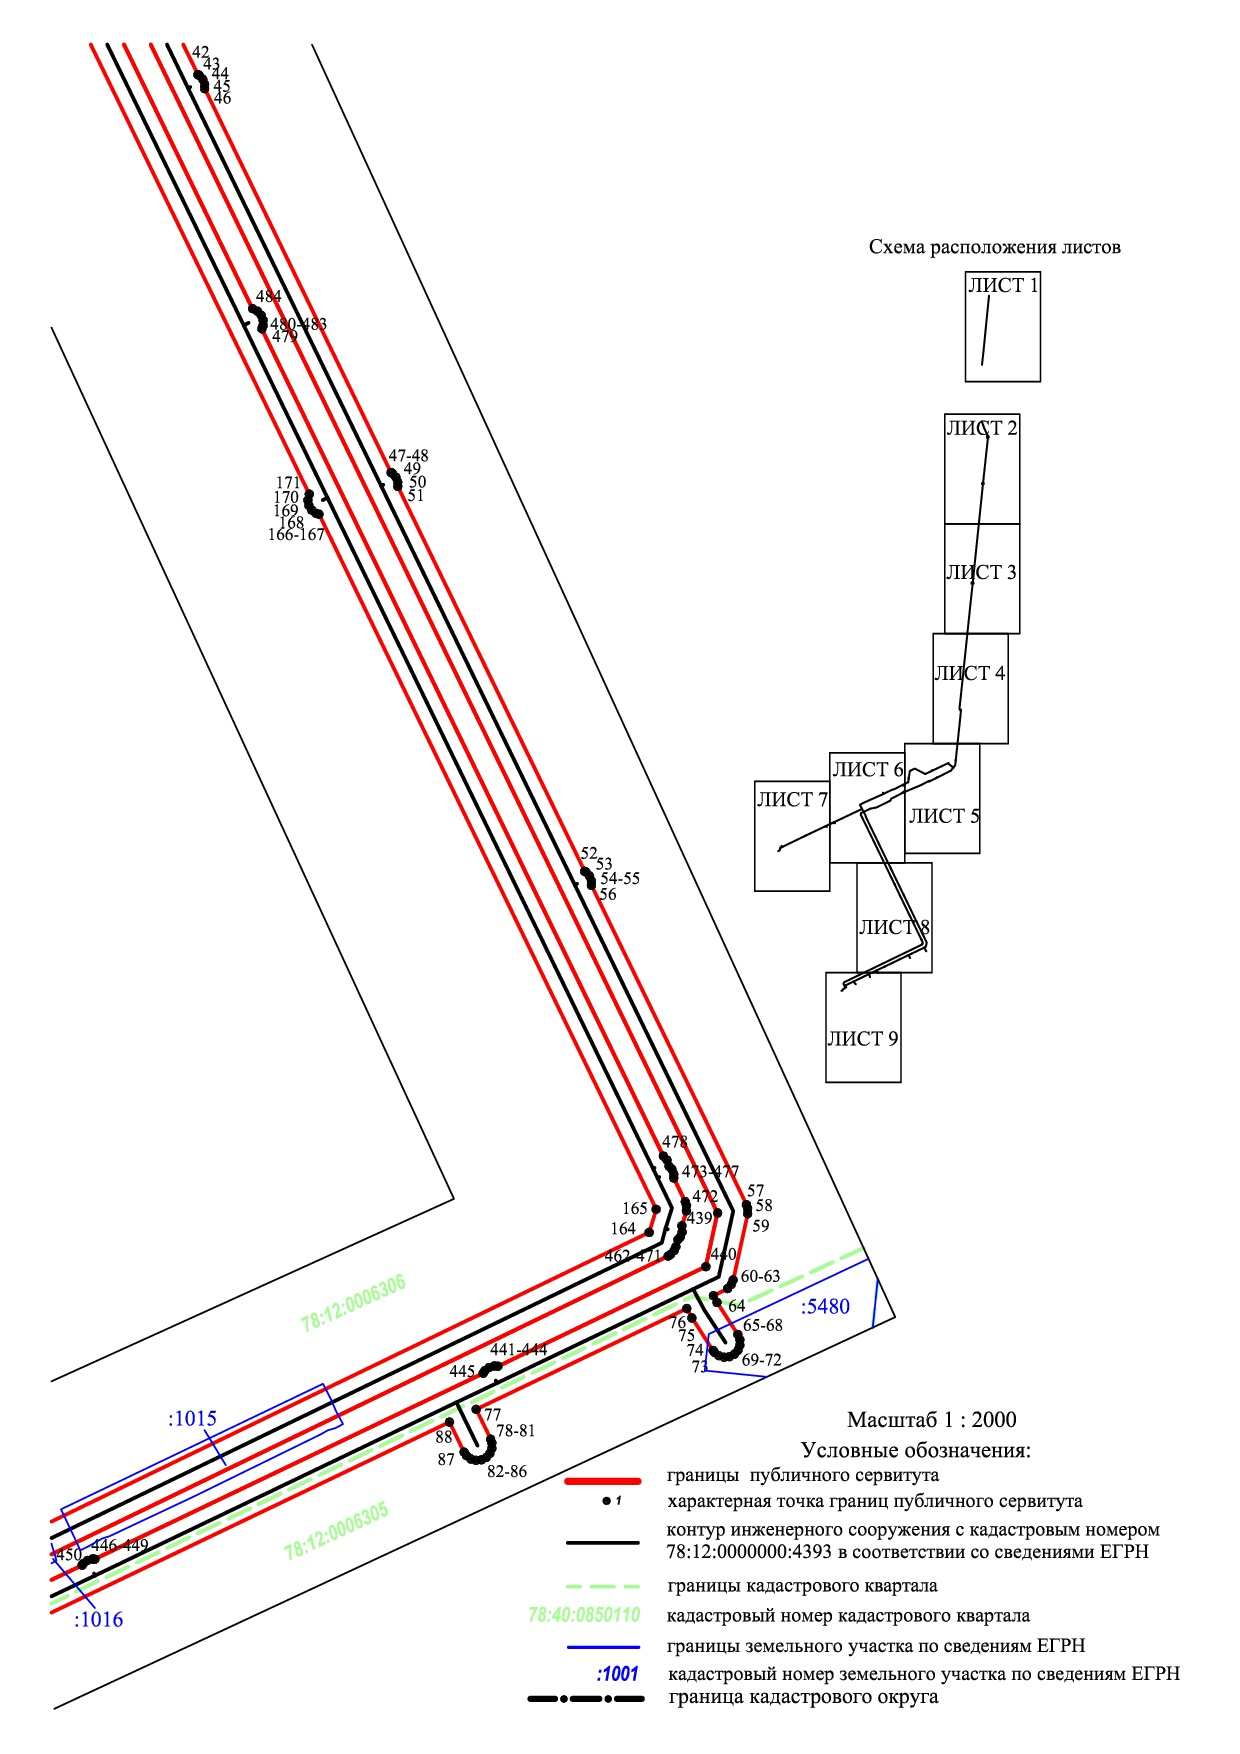 42
43
44
45
46
Схема расположения листов
ЛИСТ 1
484
480-483
479
ЛИСТ 2
47-48
49
50
51
171
170
169
168
166-167
ЛИСТ 3
ЛИСТ 4
ЛИСТ 6
ЛИСТ 7
ЛИСТ 5
52
53
54-55
56
ЛИСТ 8
ЛИСТ 9
478
473-477
472
57
58
59
165
164
439
462-471
440
60-63
64
:5480
78:12:0006306
76
75
74
73
65-68
69-72
441-444
445
77
78-81
88
87
82-86
:1015
78:12:0006305
450
446-449
:1016
Масштаб 1 : 2000
Условные обозначения:
границы публичного сервитута
1 характерная точка границ публичного сервитута
контур инженерного сооружения с кадастровым номером
78:12:0000000:4393 в соответствии со сведениями ЕГРН
границы кадастрового квартала
78:40:0850110 кадастровый номер кадастрового квартала
границы земельного участка по сведениям ЕГРН
:1001 кадастровый номер земельного участка по сведениям ЕГРН
граница кадастрового округа